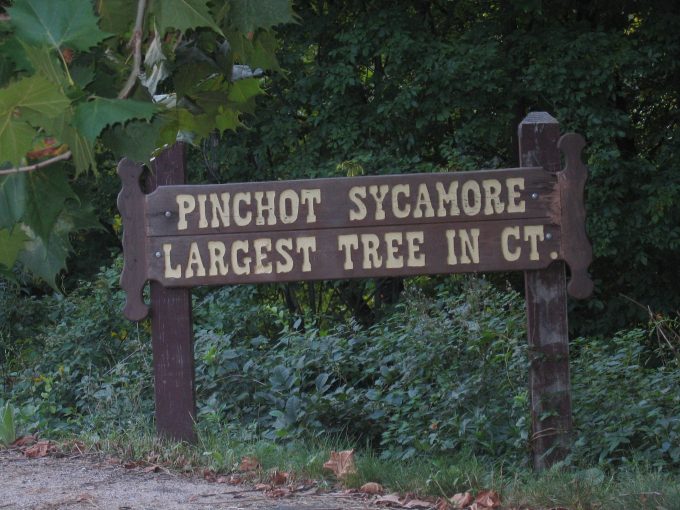 PINCHOT SYCAMORE
LARGEST TREE IN CT.